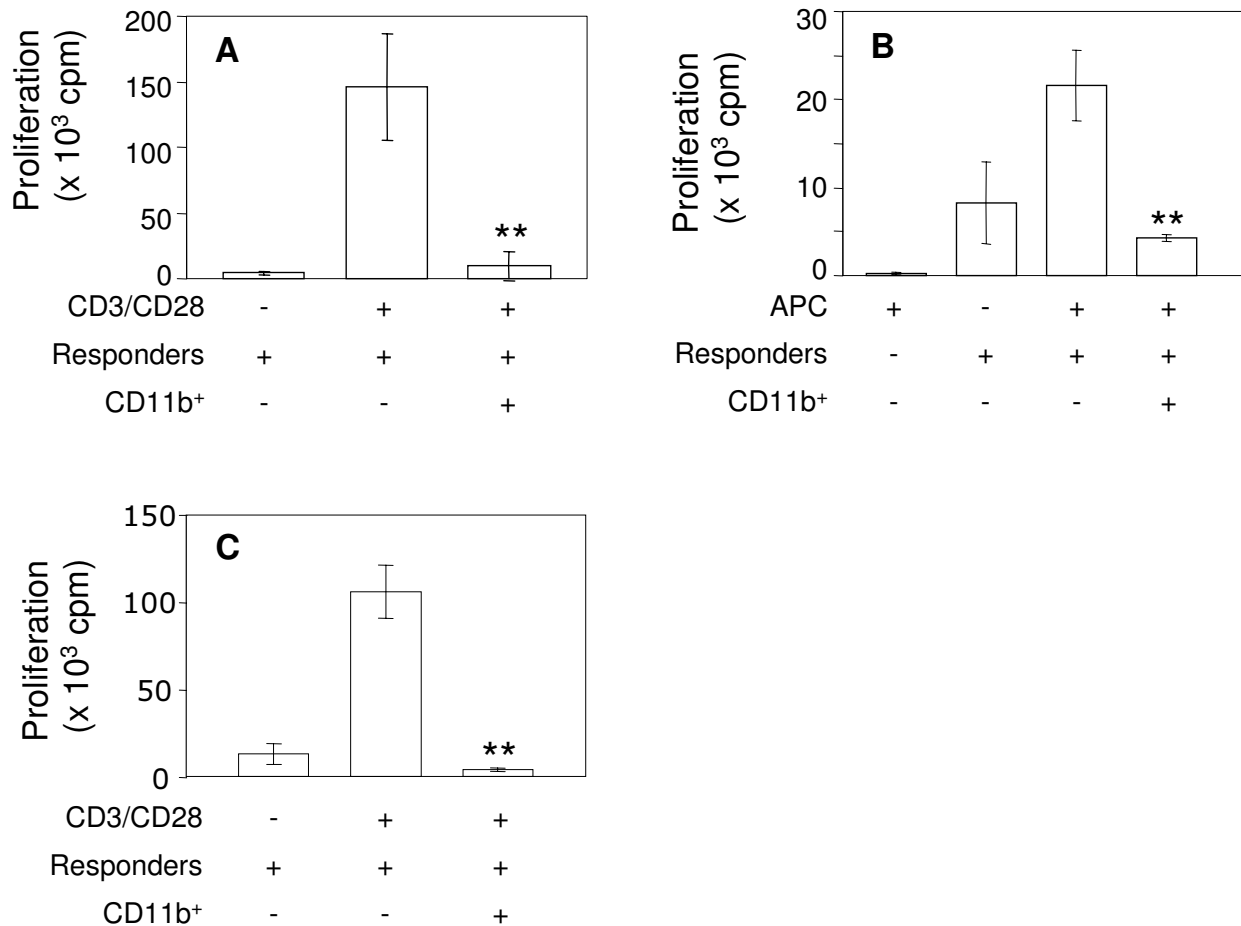 A
Proliferation
(x 10³ cpm)
200
150
100
50
0
**
CD3/CD28 - + +
Responders + + +
CD11b⁺ - - +
B
Proliferation
(x 10³ cpm)
30
20
10
0
**
APC + - + +
Responders - + + +
CD11b⁺ - - - +
C
Proliferation
(x 10³ cpm)
150
100
50
0
**
CD3/CD28 - + +
Responders + + +
CD11b⁺ - - +